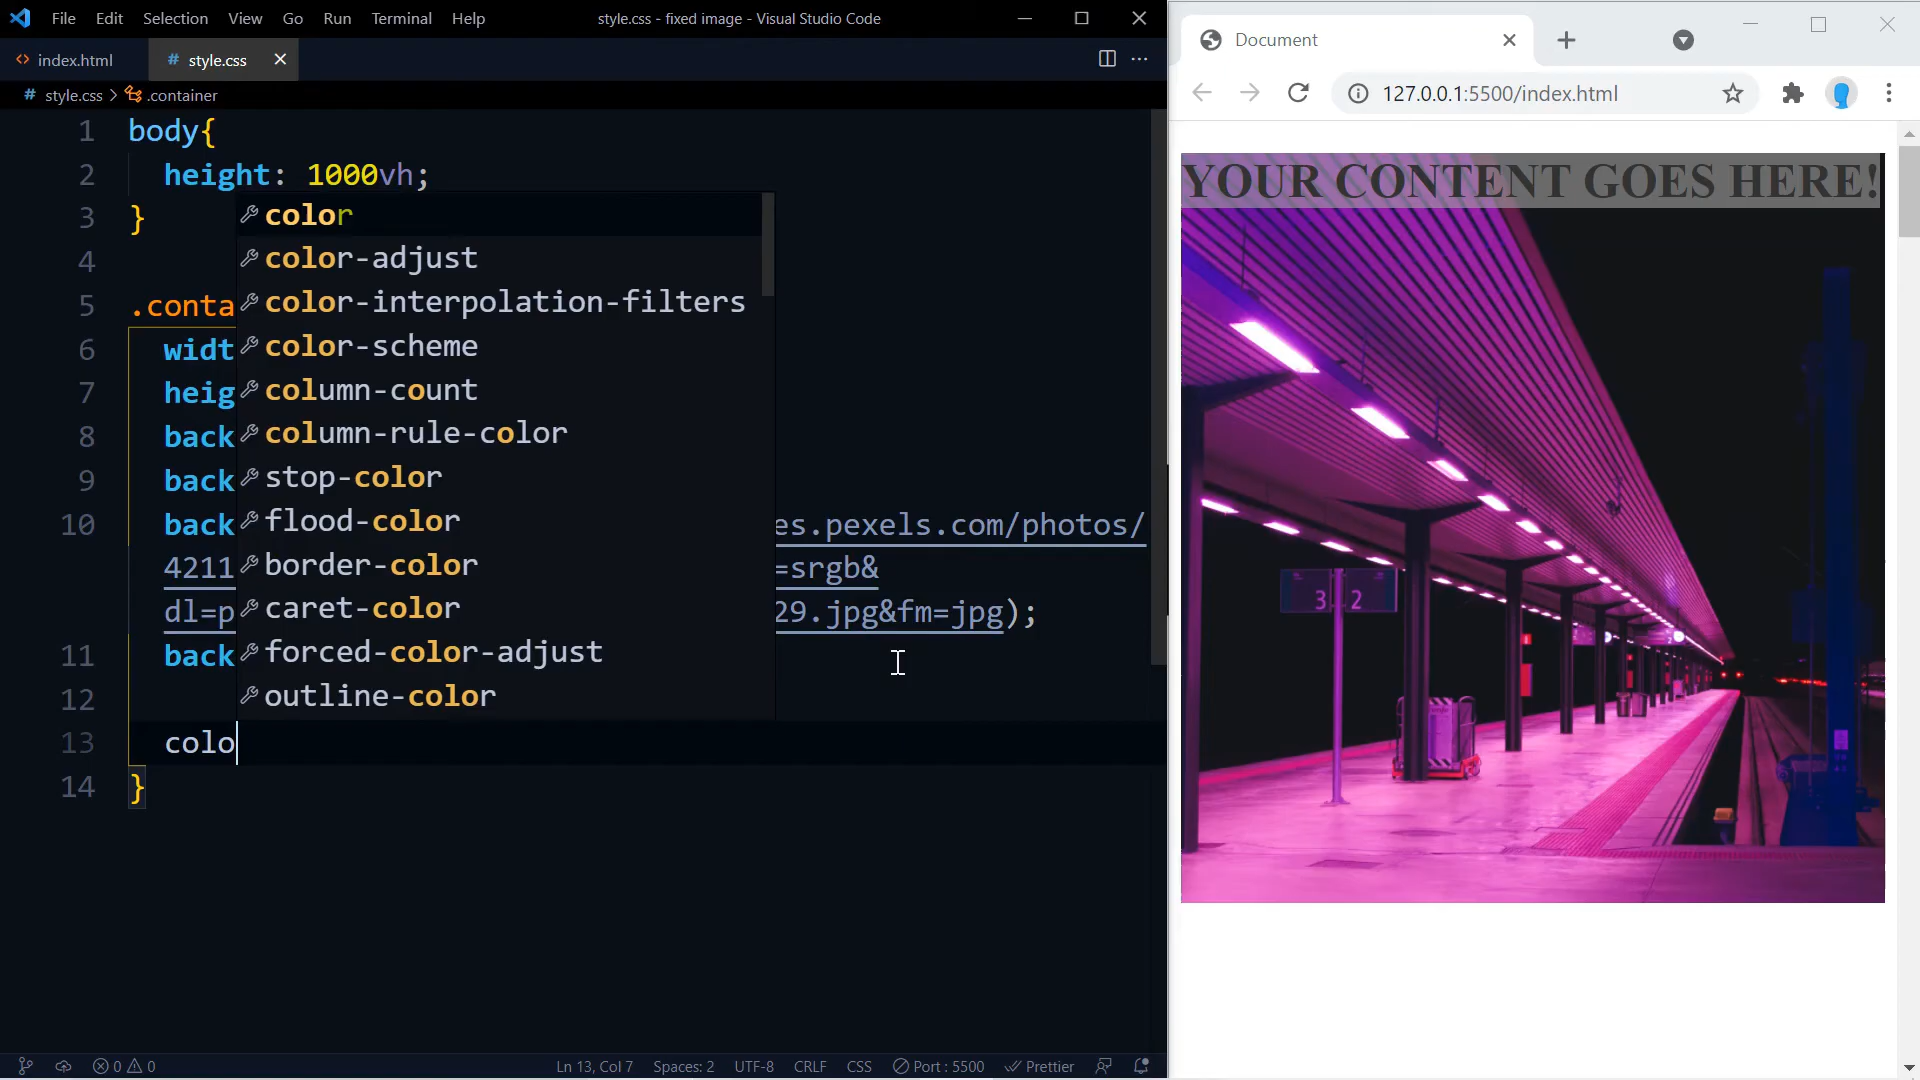 File Edit Selection View Go Run Terminal Help style.css - fixed image - Visual Studio Code
index.html # style.css
# style.css > .container
1 body{
2 height: 1000vh;
3 }
4
5 .conta
6 widt
7 heig
8 back
9 back
10 back es.pexels.com/photos/
4211 =srgb&
dl=p 29.jpg&fm=jpg);
11 back
12
13 colo
14 }
color
color-adjust
color-interpolation-filters
color-scheme
column-count
column-rule-color
stop-color
flood-color
border-color
caret-color
forced-color-adjust
outline-color
0 0 Ln 13, Col 7 Spaces: 2 UTF-8 CRLF CSS Port : 5500 Prettier
Document
127.0.0.1:5500/index.html
YOUR CONTENT GOES HERE!
3 2